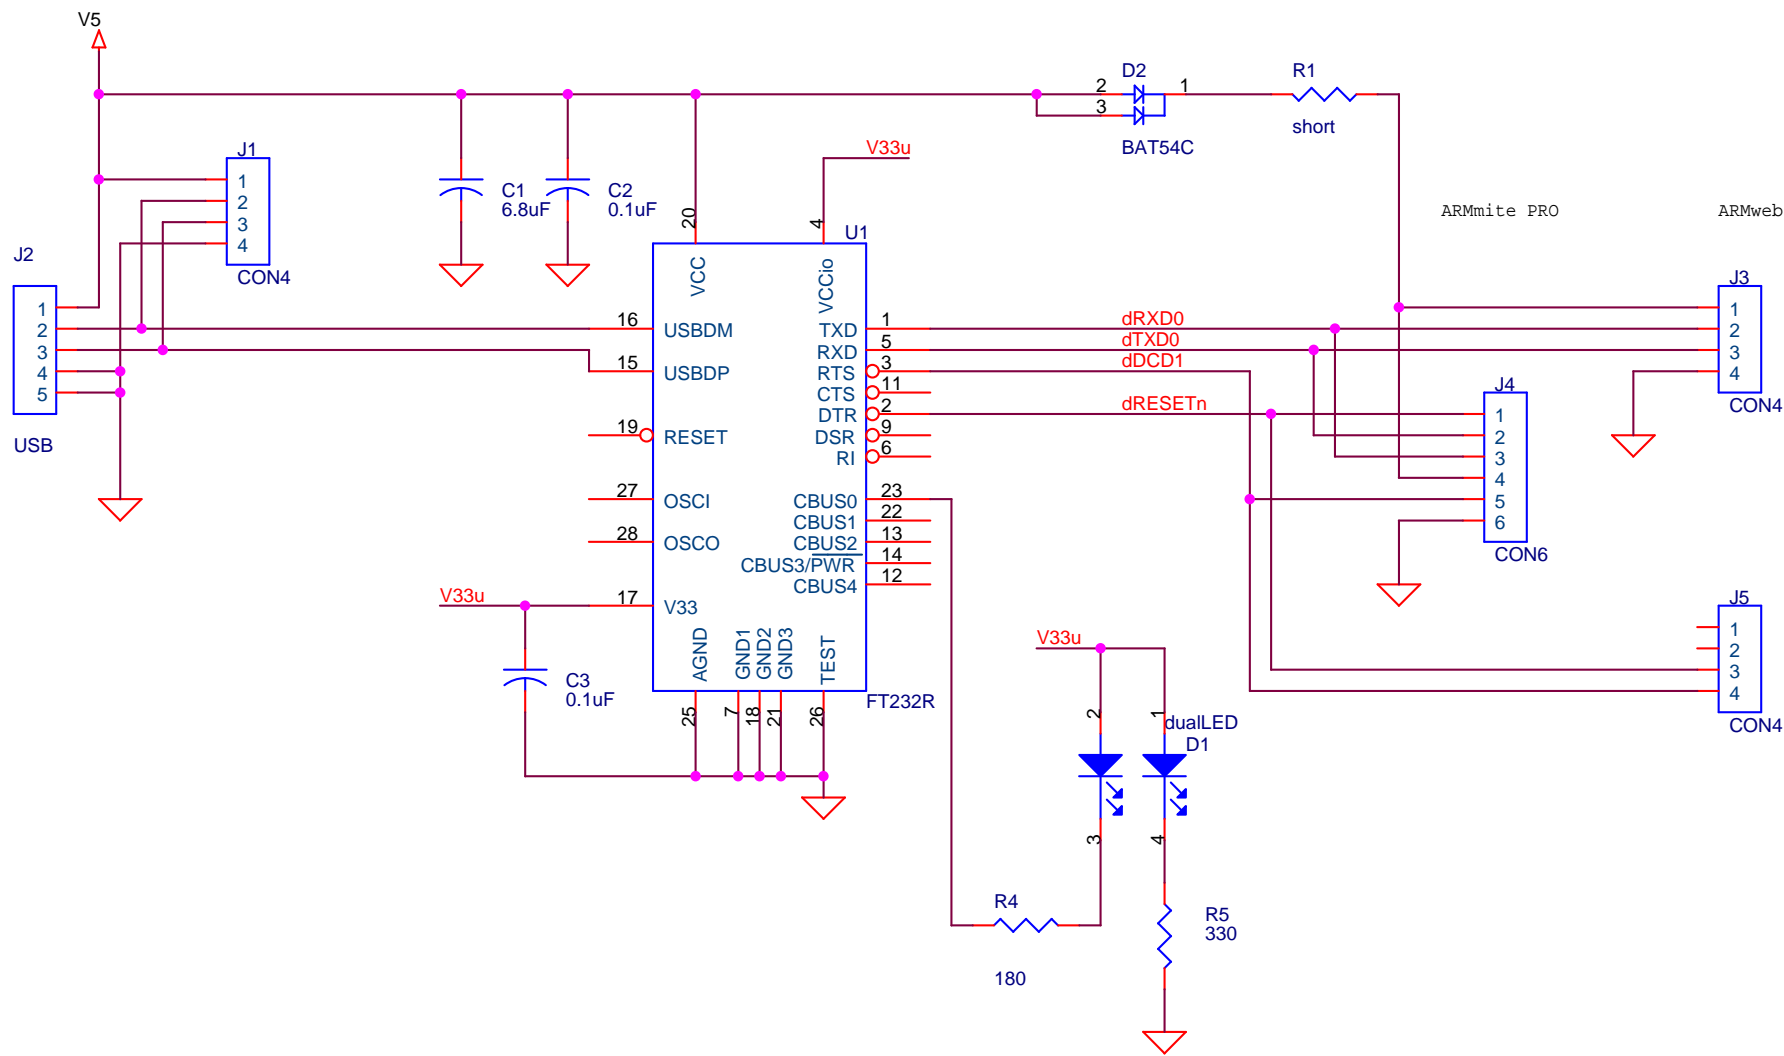 V5
D2
R1
2
1
3
short
BAT54C
V33u
J1
1
2
3
4
CON4
C1
6.8uF
C2
0.1uF
20
4
U1
ARMmite PRO
ARMweb
J2
1
2
3
4
5
USB
VCC
VCCio
16
USBDM
15
USBDP
19
RESET
27
OSCI
28
OSCO
17
V33
V33u
TXD
1
RXD
5
RTS
3
CTS
11
DTR
2
DSR
9
RI
6
CBUS0
23
CBUS1
22
CBUS2
13
CBUS3/PWR
14
CBUS4
12
AGND
GND1
GND2
GND3
TEST
25
7
18
21
26
FT232R
C3
0.1uF
dRXD0
dTXD0
dDCD1
dRESETn
J3
1
2
3
4
CON4
J4
1
2
3
4
5
6
CON6
J5
1
2
3
4
CON4
V33u
2
1
dualLED
D1
3
4
R4
180
R5
330